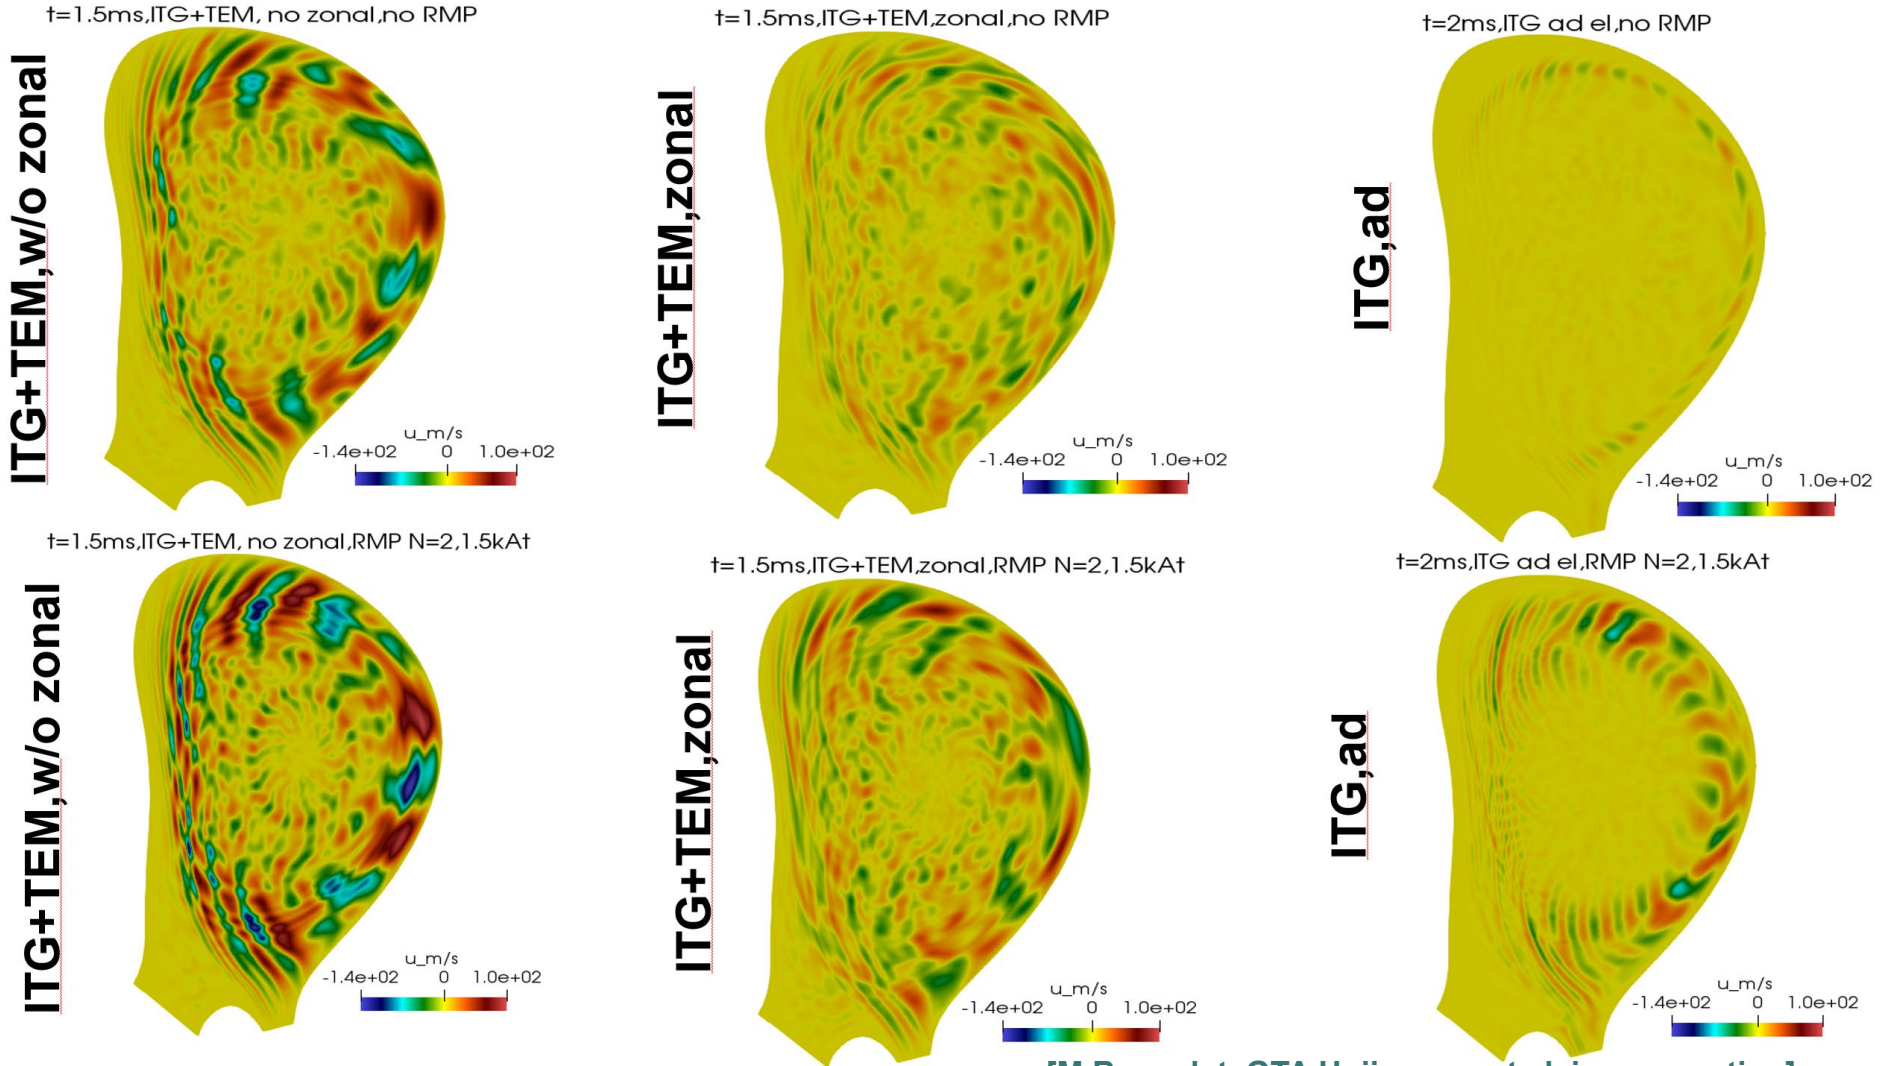 t=1.5ms,ITG+TEM, no zonal,no RMP
t=1.5ms,ITG+TEM,zonal,no RMP
t=2ms,ITG ad el,no RMP
ITG+TEM,w/o zonal
ITG+TEM,zonal
ITG,ad
u_m/s
-1.4e+02 0 1.0e+02
u_m/s
-1.4e+02 0 1.0e+02
u_m/s
-1.4e+02 0 1.0e+02
t=1.5ms,ITG+TEM, no zonal,RMP N=2,1.5kAt
t=1.5ms,ITG+TEM,zonal,RMP N=2,1.5kAt
t=2ms,ITG ad el,RMP N=2,1.5kAt
ITG+TEM,w/o zonal
ITG+TEM,zonal
ITG,ad
u_m/s
-1.4e+02 0 1.0e+02
u_m/s
-1.4e+02 0 1.0e+02
u_m/s
-1.4e+02 0 1.0e+02